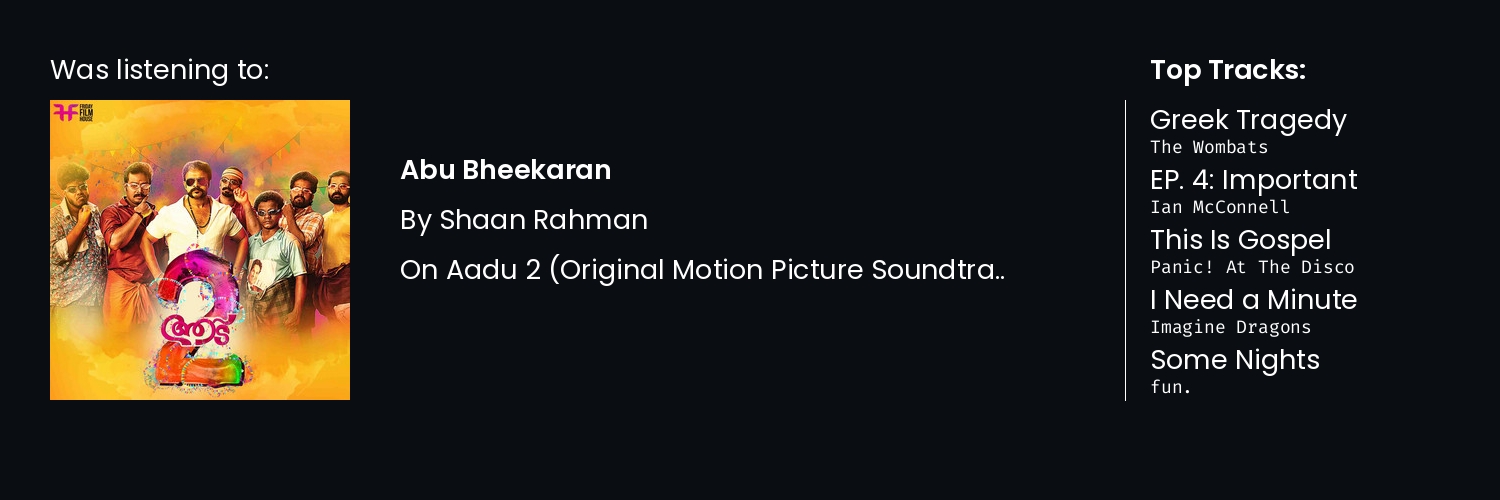 Was listening to:
FRIDAY
FILM
HOUSE
2
ആട്
Abu Bheekaran
By Shaan Rahman
On Aadu 2 (Original Motion Picture Soundtra..
Top Tracks:
Greek Tragedy
The Wombats
EP. 4: Important
Ian McConnell
This Is Gospel
Panic! At The Disco
I Need a Minute
Imagine Dragons
Some Nights
fun.